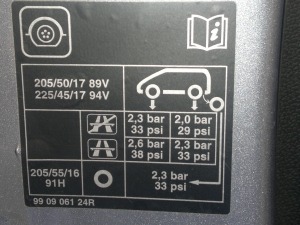 205/50/17 89V
225/45/17 94V
2,3 bar 2,0 bar
33 psi 29 psi
2,6 bar 2,3 bar
38 psi 33 psi
205/55/16
91H
2,3 bar
33 psi
99 09 061 24R